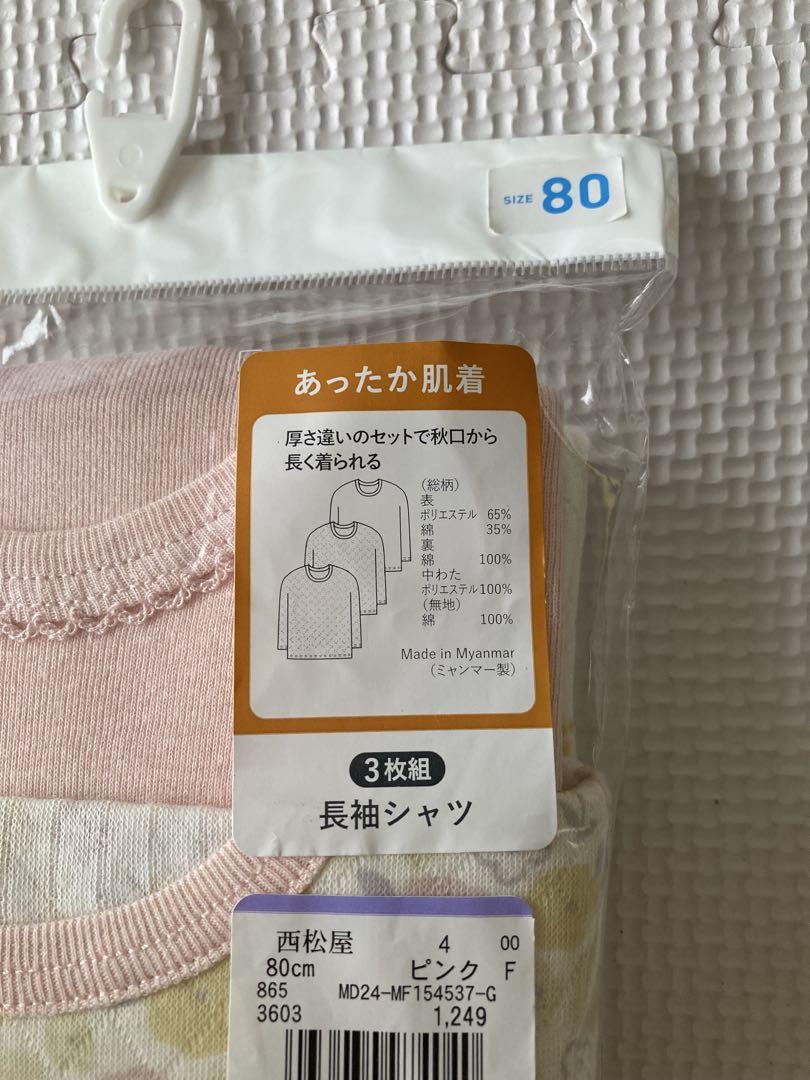 SIZE 80
あったか肌着
厚さ違いのセットで秋口から
長く着られる
(総柄)
表
ポリエステル 65%
綿 35%
裏
綿 100%
中わた
ポリエステル100%
(無地)
綿 100%
Made in Myanmar
(ミャンマー製)
3枚組
長袖シャツ
西松屋 4 00
80cm ピンク F
865 MD24-MF154537-G
3603 1,249